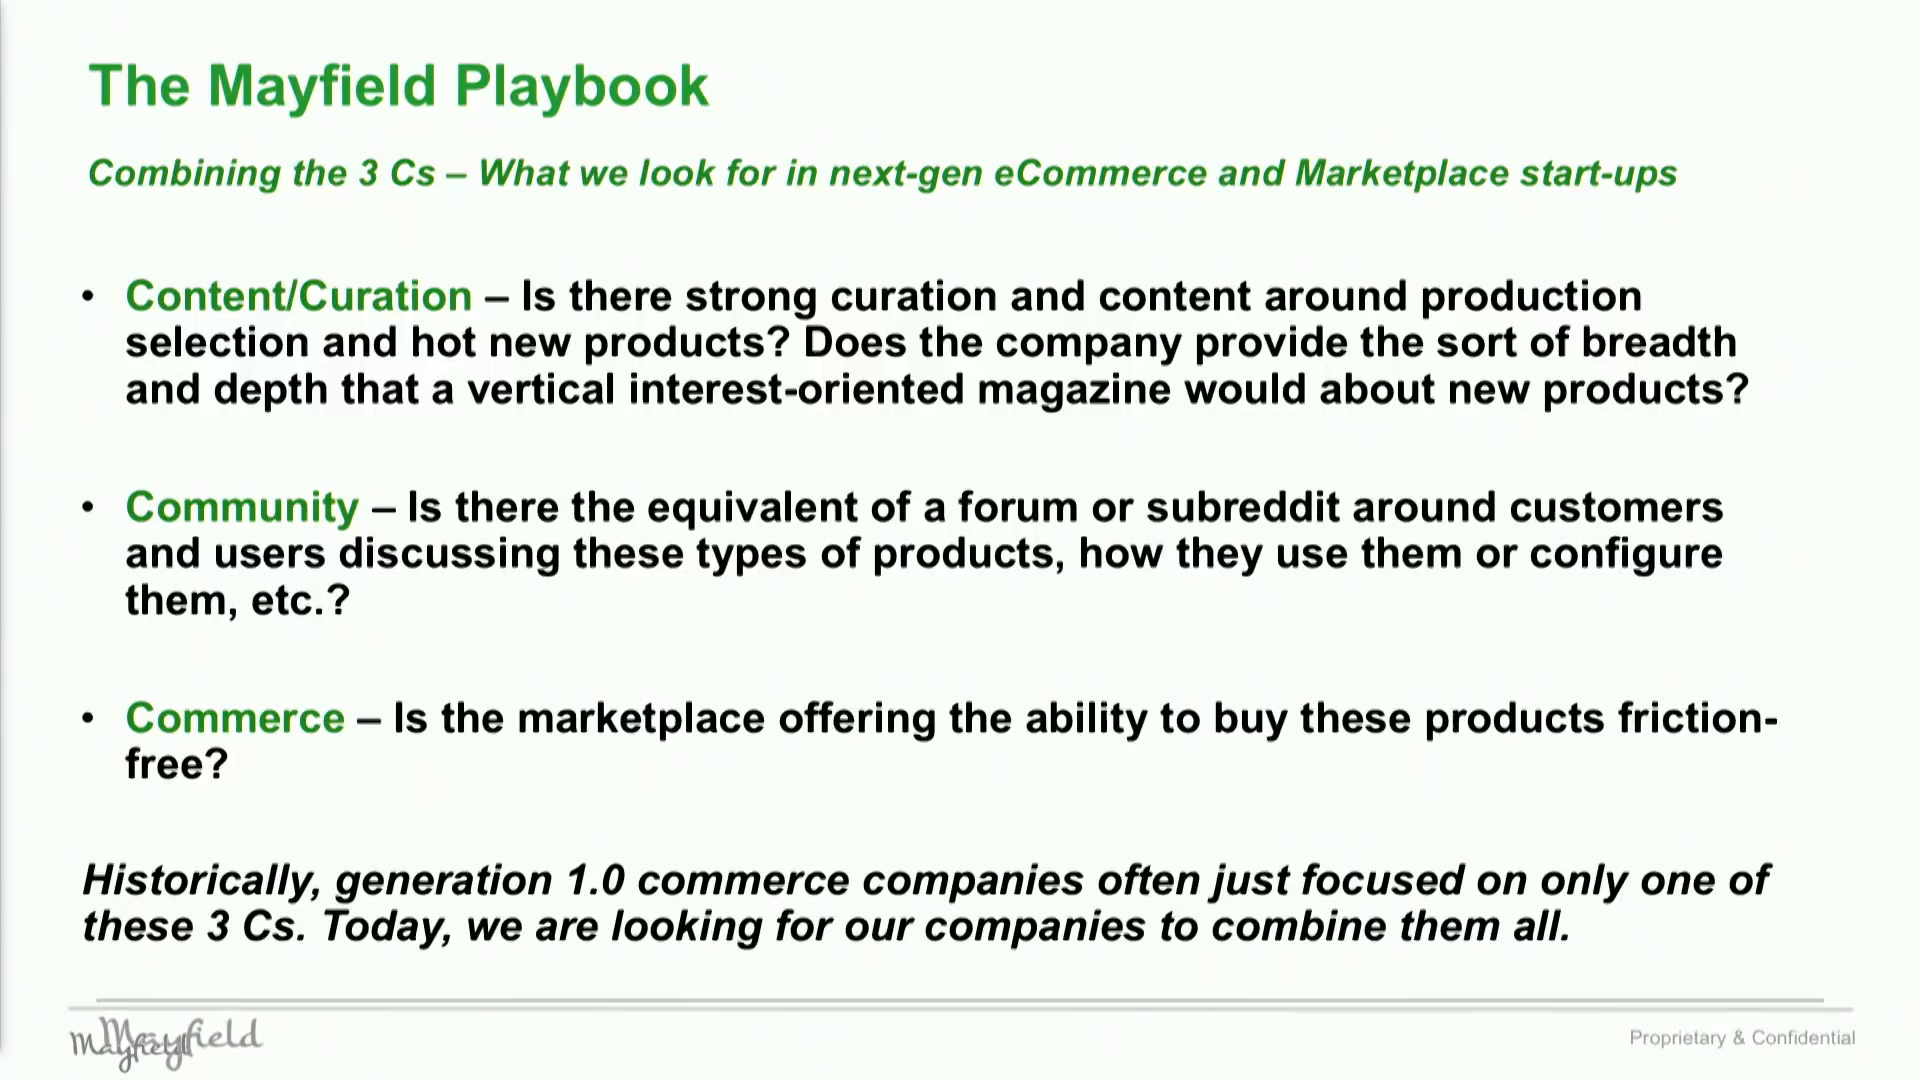 The Mayfield Playbook
Combining the 3 Cs – What we look for in next-gen eCommerce and Marketplace start-ups
• Content/Curation – Is there strong curation and content around production
selection and hot new products? Does the company provide the sort of breadth
and depth that a vertical interest-oriented magazine would about new products?
• Community – Is there the equivalent of a forum or subreddit around customers
and users discussing these types of products, how they use them or configure
them, etc.?
• Commerce – Is the marketplace offering the ability to buy these products friction-
free?
Historically, generation 1.0 commerce companies often just focused on only one of
these 3 Cs. Today, we are looking for our companies to combine them all.
Mayfield
Mayfield
Proprietary & Confidential